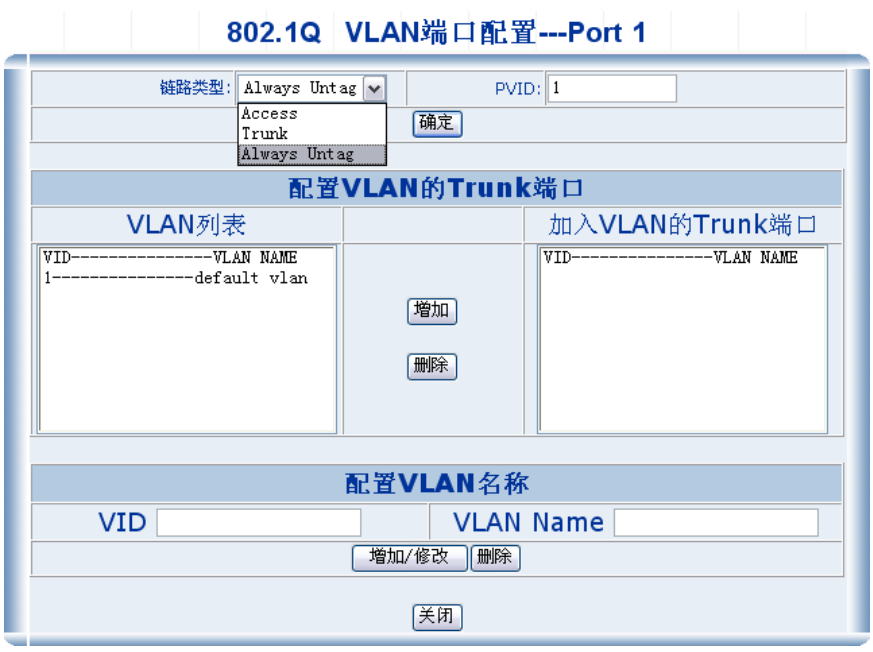 802.1Q VLAN端口配置---Port 1
链路类型: Always Untag PVID: 1
Access
Trunk
Always Untag
确定
配置VLAN的Trunk端口
VLAN列表 加入VLAN的Trunk端口
VID---------------VLAN NAME VID---------------VLAN NAME
1---------------default vlan
增加
删除
配置VLAN名称
VID VLAN Name
增加/修改 删除
关闭